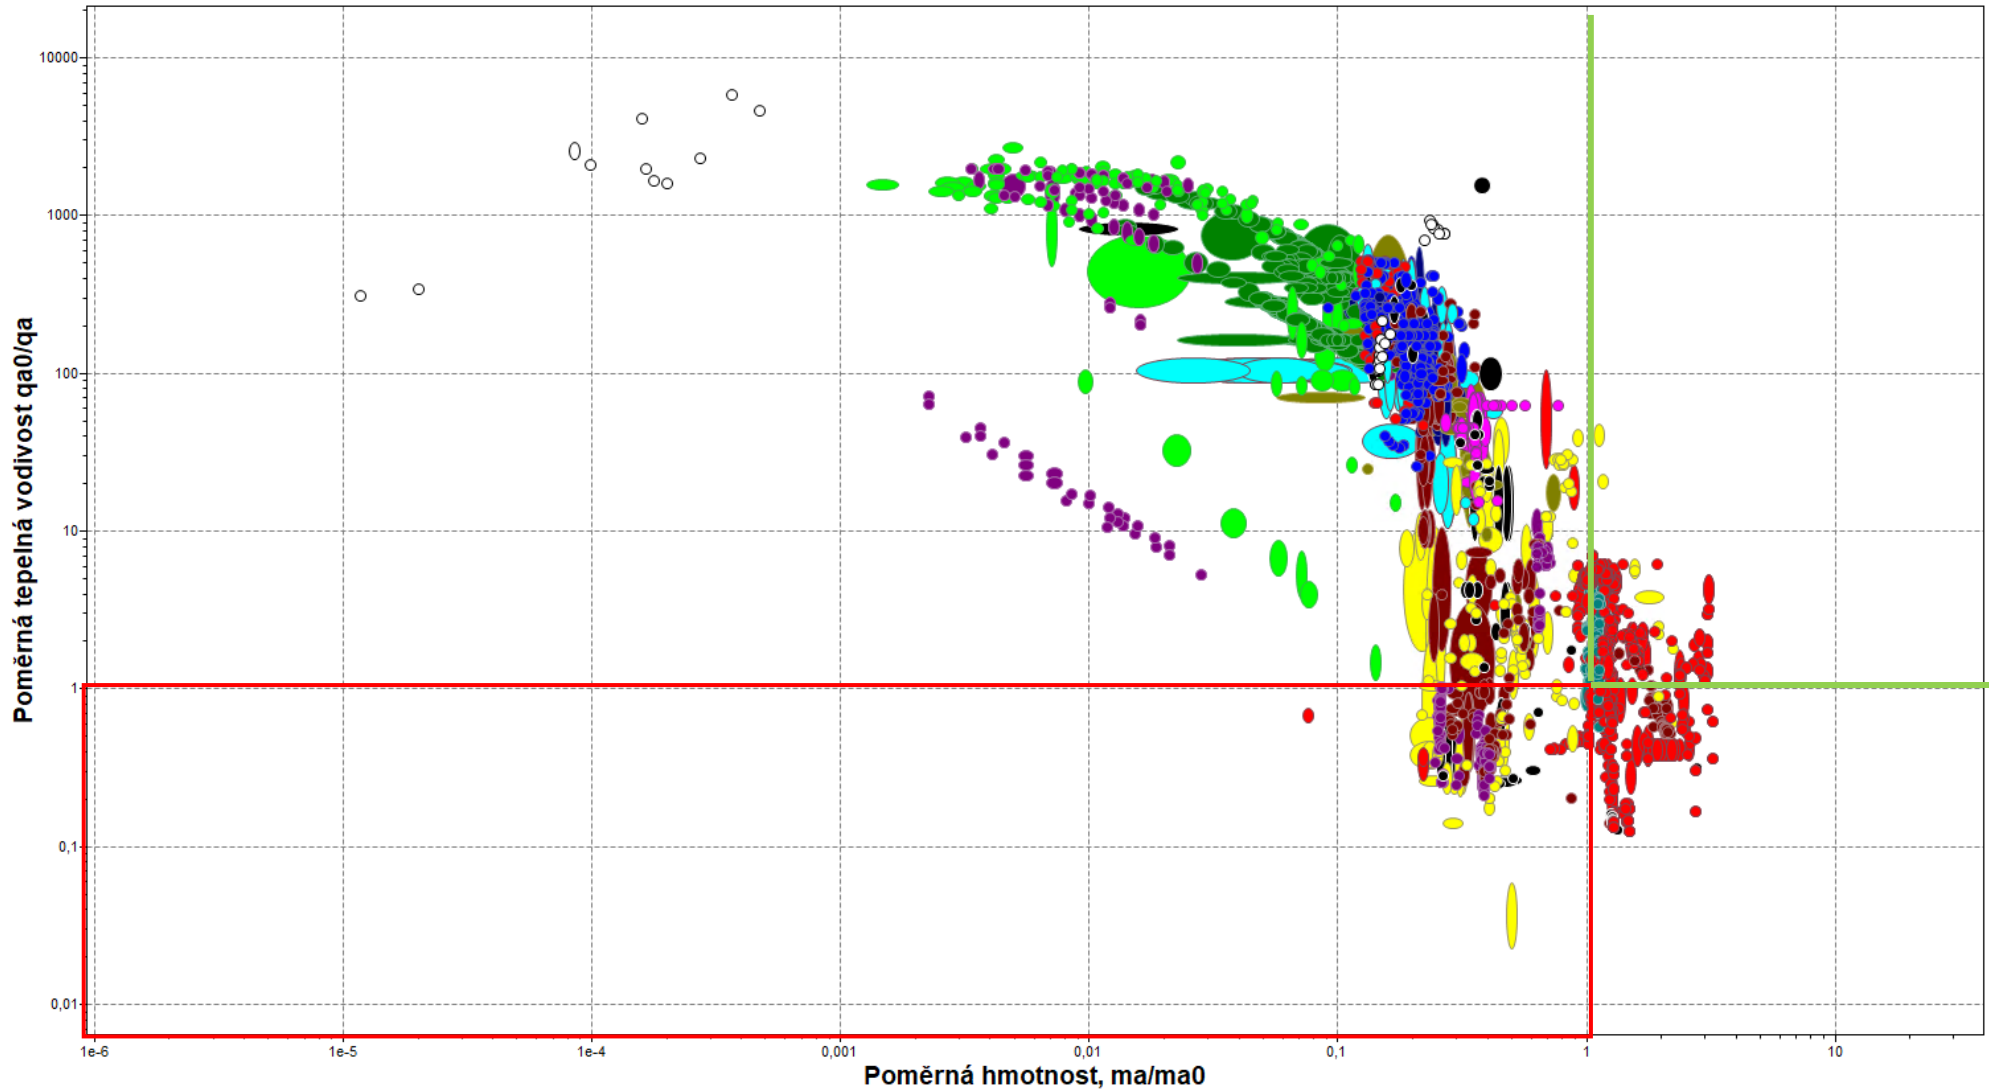 Poměrná tepelná vodivost qa0/qa
10000
1000
100
10
1
0,1
0,01
1e-6
1e-5
1e-4
0,001
0,01
0,1
1
10
Poměrná hmotnost, ma/ma0